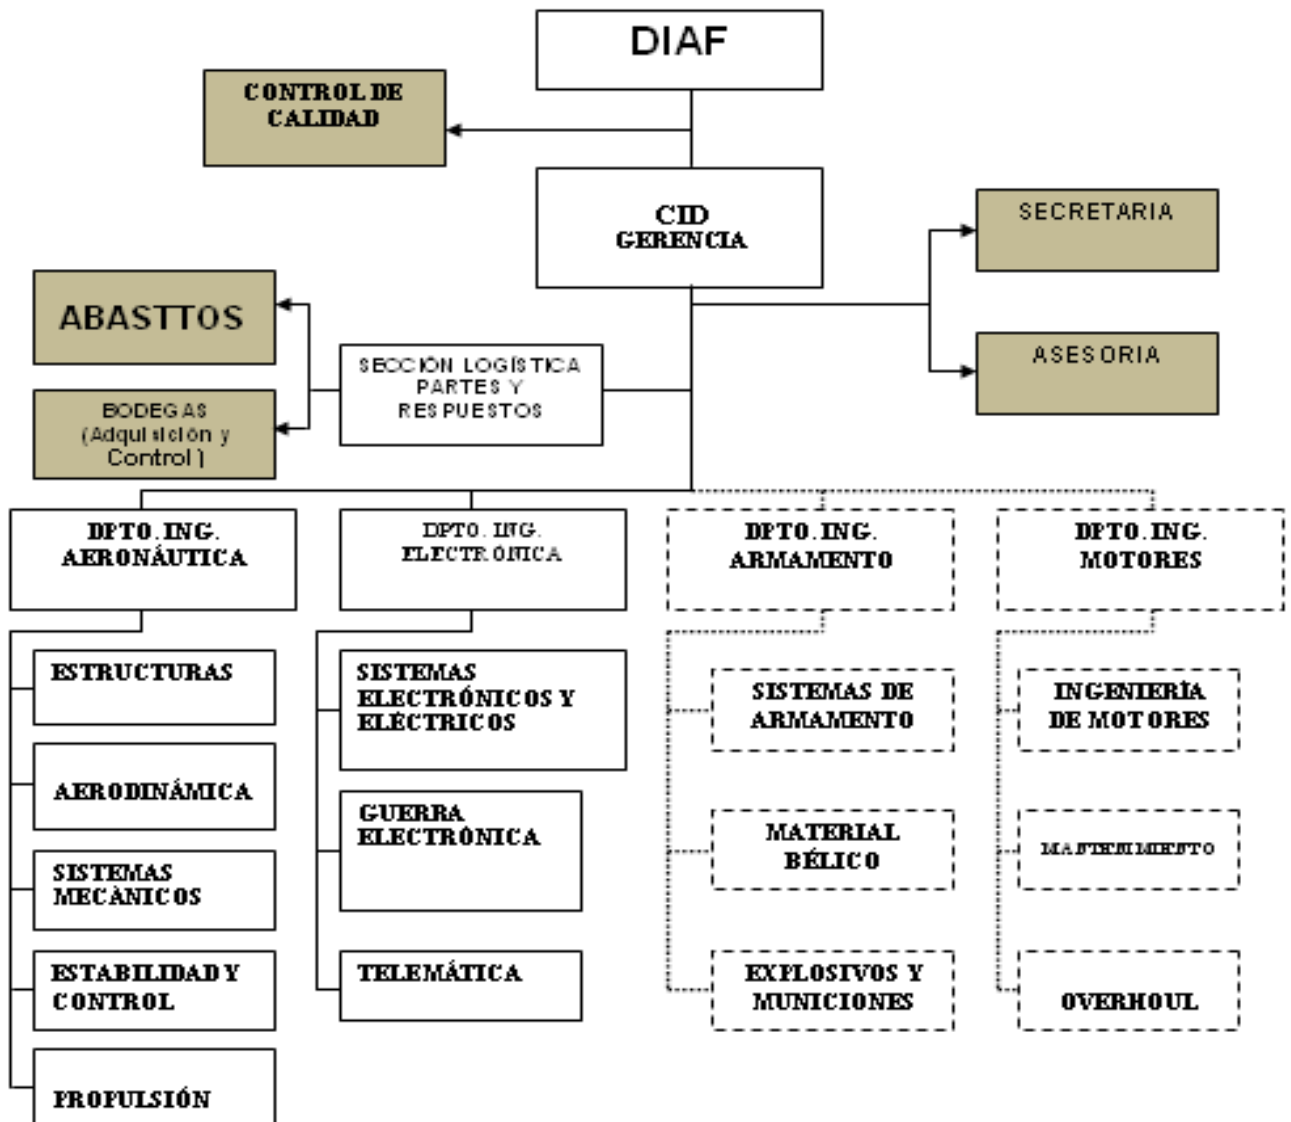 DIAF
CONTROL DE
CALIDAD
CID
GERENCIA
SECRETARIA
ABASTTOS
ASESORIA
SECCIÓN LOGÍSTICA
PARTES Y
RESPUESTOS
BODEGAS
(Adquisición y
Control)
DPTO. ING.
AERONÁUTICA
DPTO. ING.
ELECTRÓNICA
DPTO. ING.
ARMAMENTO
DPTO. ING.
MOTORES
ESTRUCTURAS
AERODINÁMICA
SISTEMAS
MECÀNICOS
ESTABILIDAD Y
CONTROL
PROPULSIÓN
SISTEMAS
ELECTRÓNICOS Y
ELÉCTRICOS
GUERRA
ELECTRÓNICA
TELEMÁTICA
SISTEMAS DE
ARMAMENTO
MATERIAL
BÉLICO
EXPLOSIVOS Y
MUNICIONES
INGENIERÍA
DE MOTORES
MANTENIMIENTO
OVERHOUL